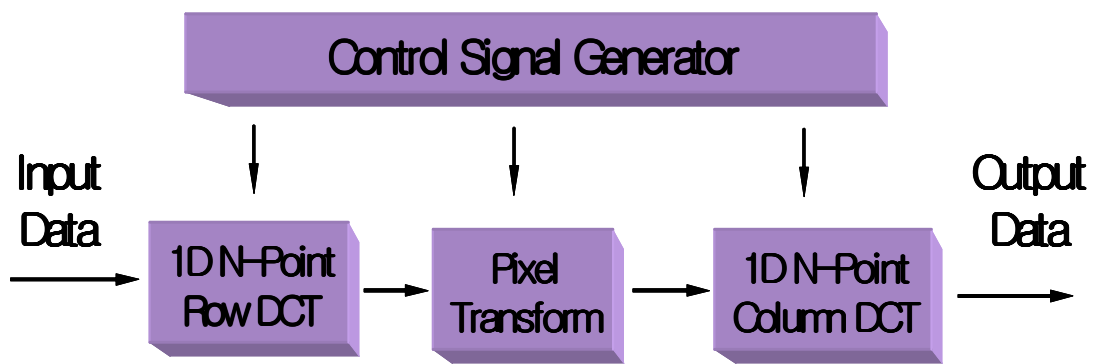 Control Signal Generator
Input
Data
Output
Data
1D N-Point
Row DCT
Pixel
Transform
1D N-Point
Column DCT